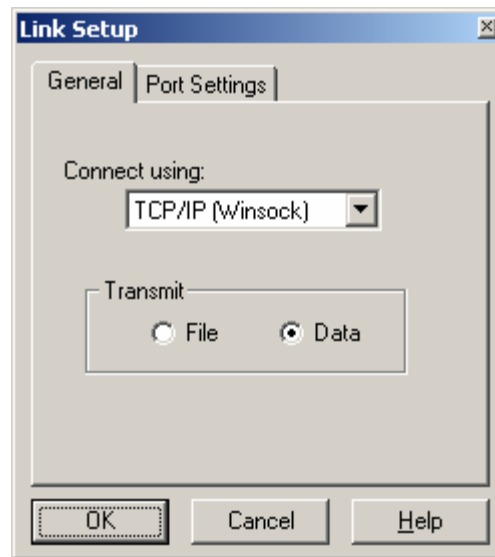 Link Setup
General Port Settings
Connect using:
TCP/IP (Winsock)
Transmit
File Data
OK Cancel Help